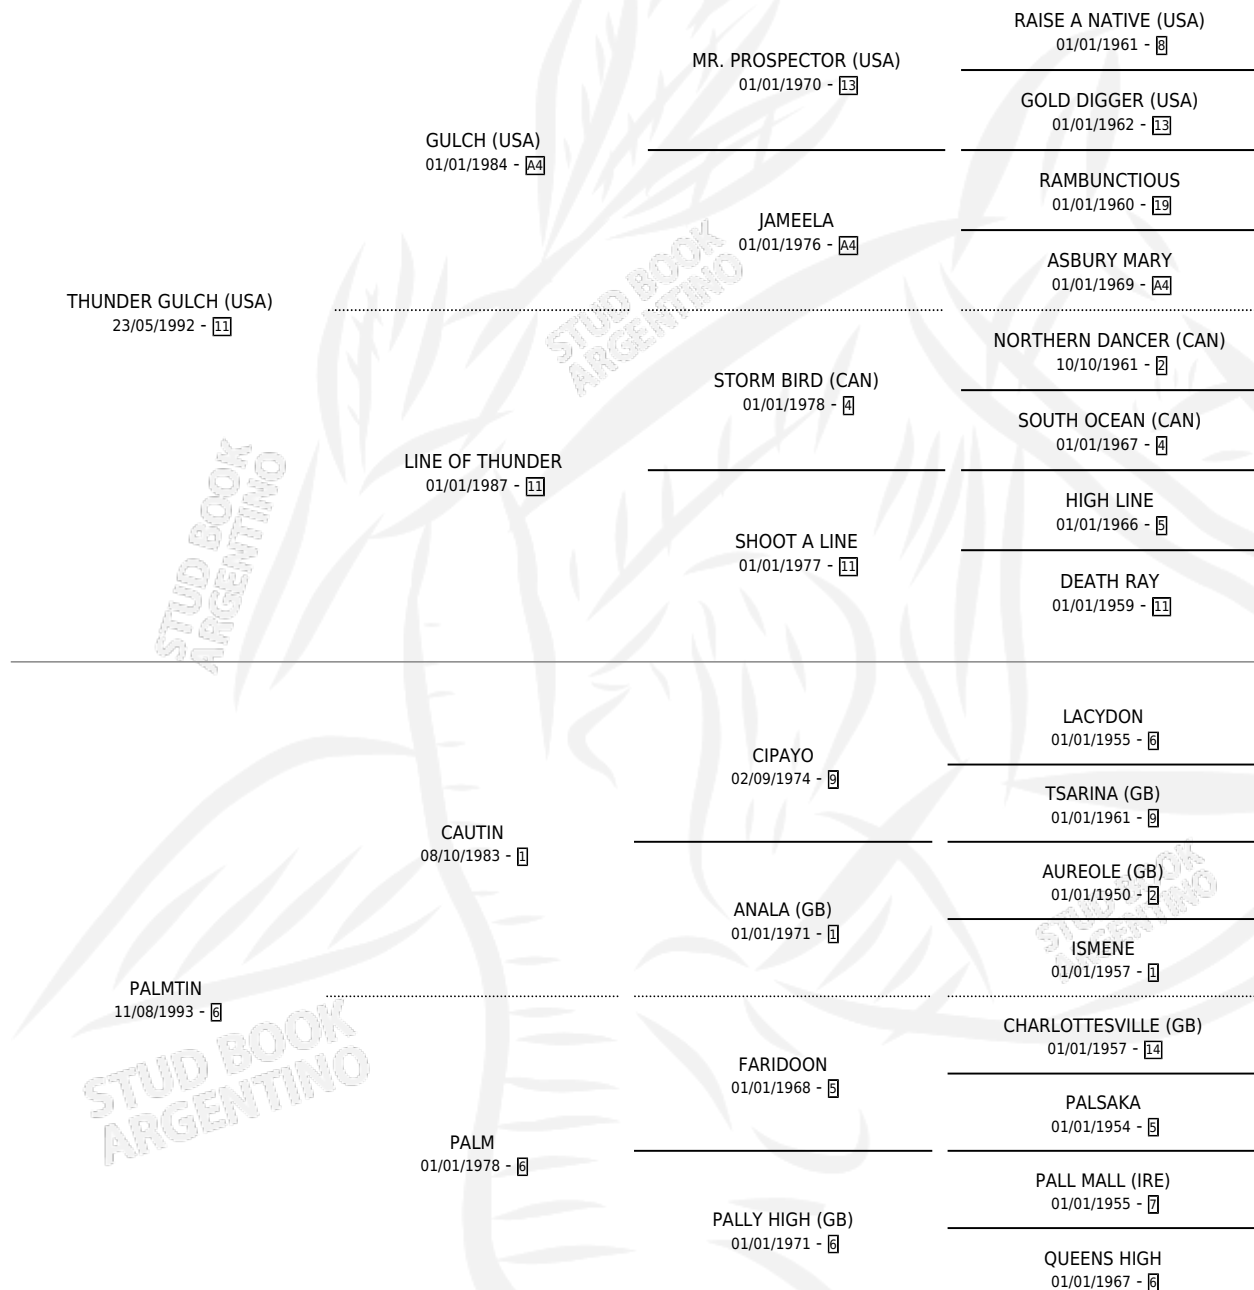 RAISE A NATIVE (USA)
01/01/1961 - 8
MR. PROSPECTOR (USA)
01/01/1970 - 13
GOLD DIGGER (USA)
01/01/1962 - 13
GULCH (USA)
01/01/1984 - A4
RAMBUNCTIOUS
01/01/1960 - 19
JAMEELA
01/01/1976 - A4
ASBURY MARY
01/01/1969 - A4
THUNDER GULCH (USA)
23/05/1992 - 11
NORTHERN DANCER (CAN)
10/10/1961 - 2
STORM BIRD (CAN)
01/01/1978 - 4
SOUTH OCEAN (CAN)
01/01/1967 - 4
LINE OF THUNDER
01/01/1987 - 11
HIGH LINE
01/01/1966 - 5
SHOOT A LINE
01/01/1977 - 11
DEATH RAY
01/01/1959 - 11
LACYDON
01/01/1955 - 6
CIPAYO
02/09/1974 - 9
TSARINA (GB)
01/01/1961 - 9
CAUTIN
08/10/1983 - 1
AUREOLE (GB)
01/01/1950 - 2
ANALA (GB)
01/01/1971 - 1
ISMENE
01/01/1957 - 1
PALMTIN
11/08/1993 - 6
CHARLOTTESVILLE (GB)
01/01/1957 - 14
FARIDOON
01/01/1968 - 5
PALSAKA
01/01/1954 - 5
PALM
01/01/1978 - 6
PALL MALL (IRE)
01/01/1955 - 7
PALLY HIGH (GB)
01/01/1971 - 6
QUEENS HIGH
01/01/1967 - 6
STUD BOOK
ARGENTINO
STUD BOOK
ARGENTINO
STUD BOOK
ARGENTINO
STUD BOOK
ARGENTINO